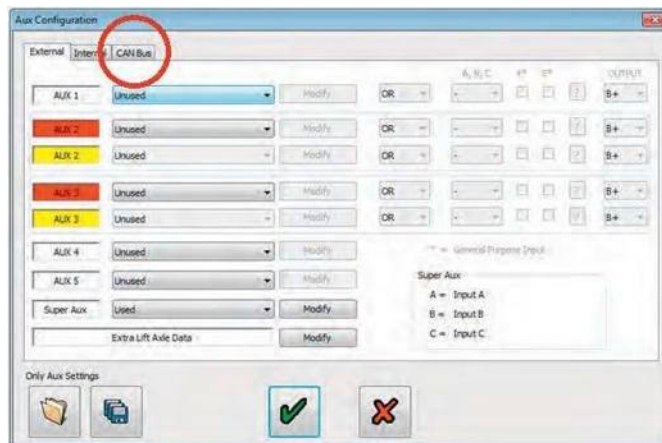 Aux Configuration
External Internal CAN Bus
A, B, C OUTPUT
AUX 1 Unused Modify OR - ? B+
AUX 2 Unused Modify OR - ? B+
AUX 2 Unused Modify OR - ? B+
AUX 3 Unused Modify OR - ? B+
AUX 3 Unused Modify OR - ? B+
AUX 4 Unused Modify
= General Purpose Input
AUX 5 Unused Modify
Super Aux
Super Aux Used Modify
A = Input A
B = Input B
C = Input C
Extra Lift Axle Data Modify
Only Aux Settings